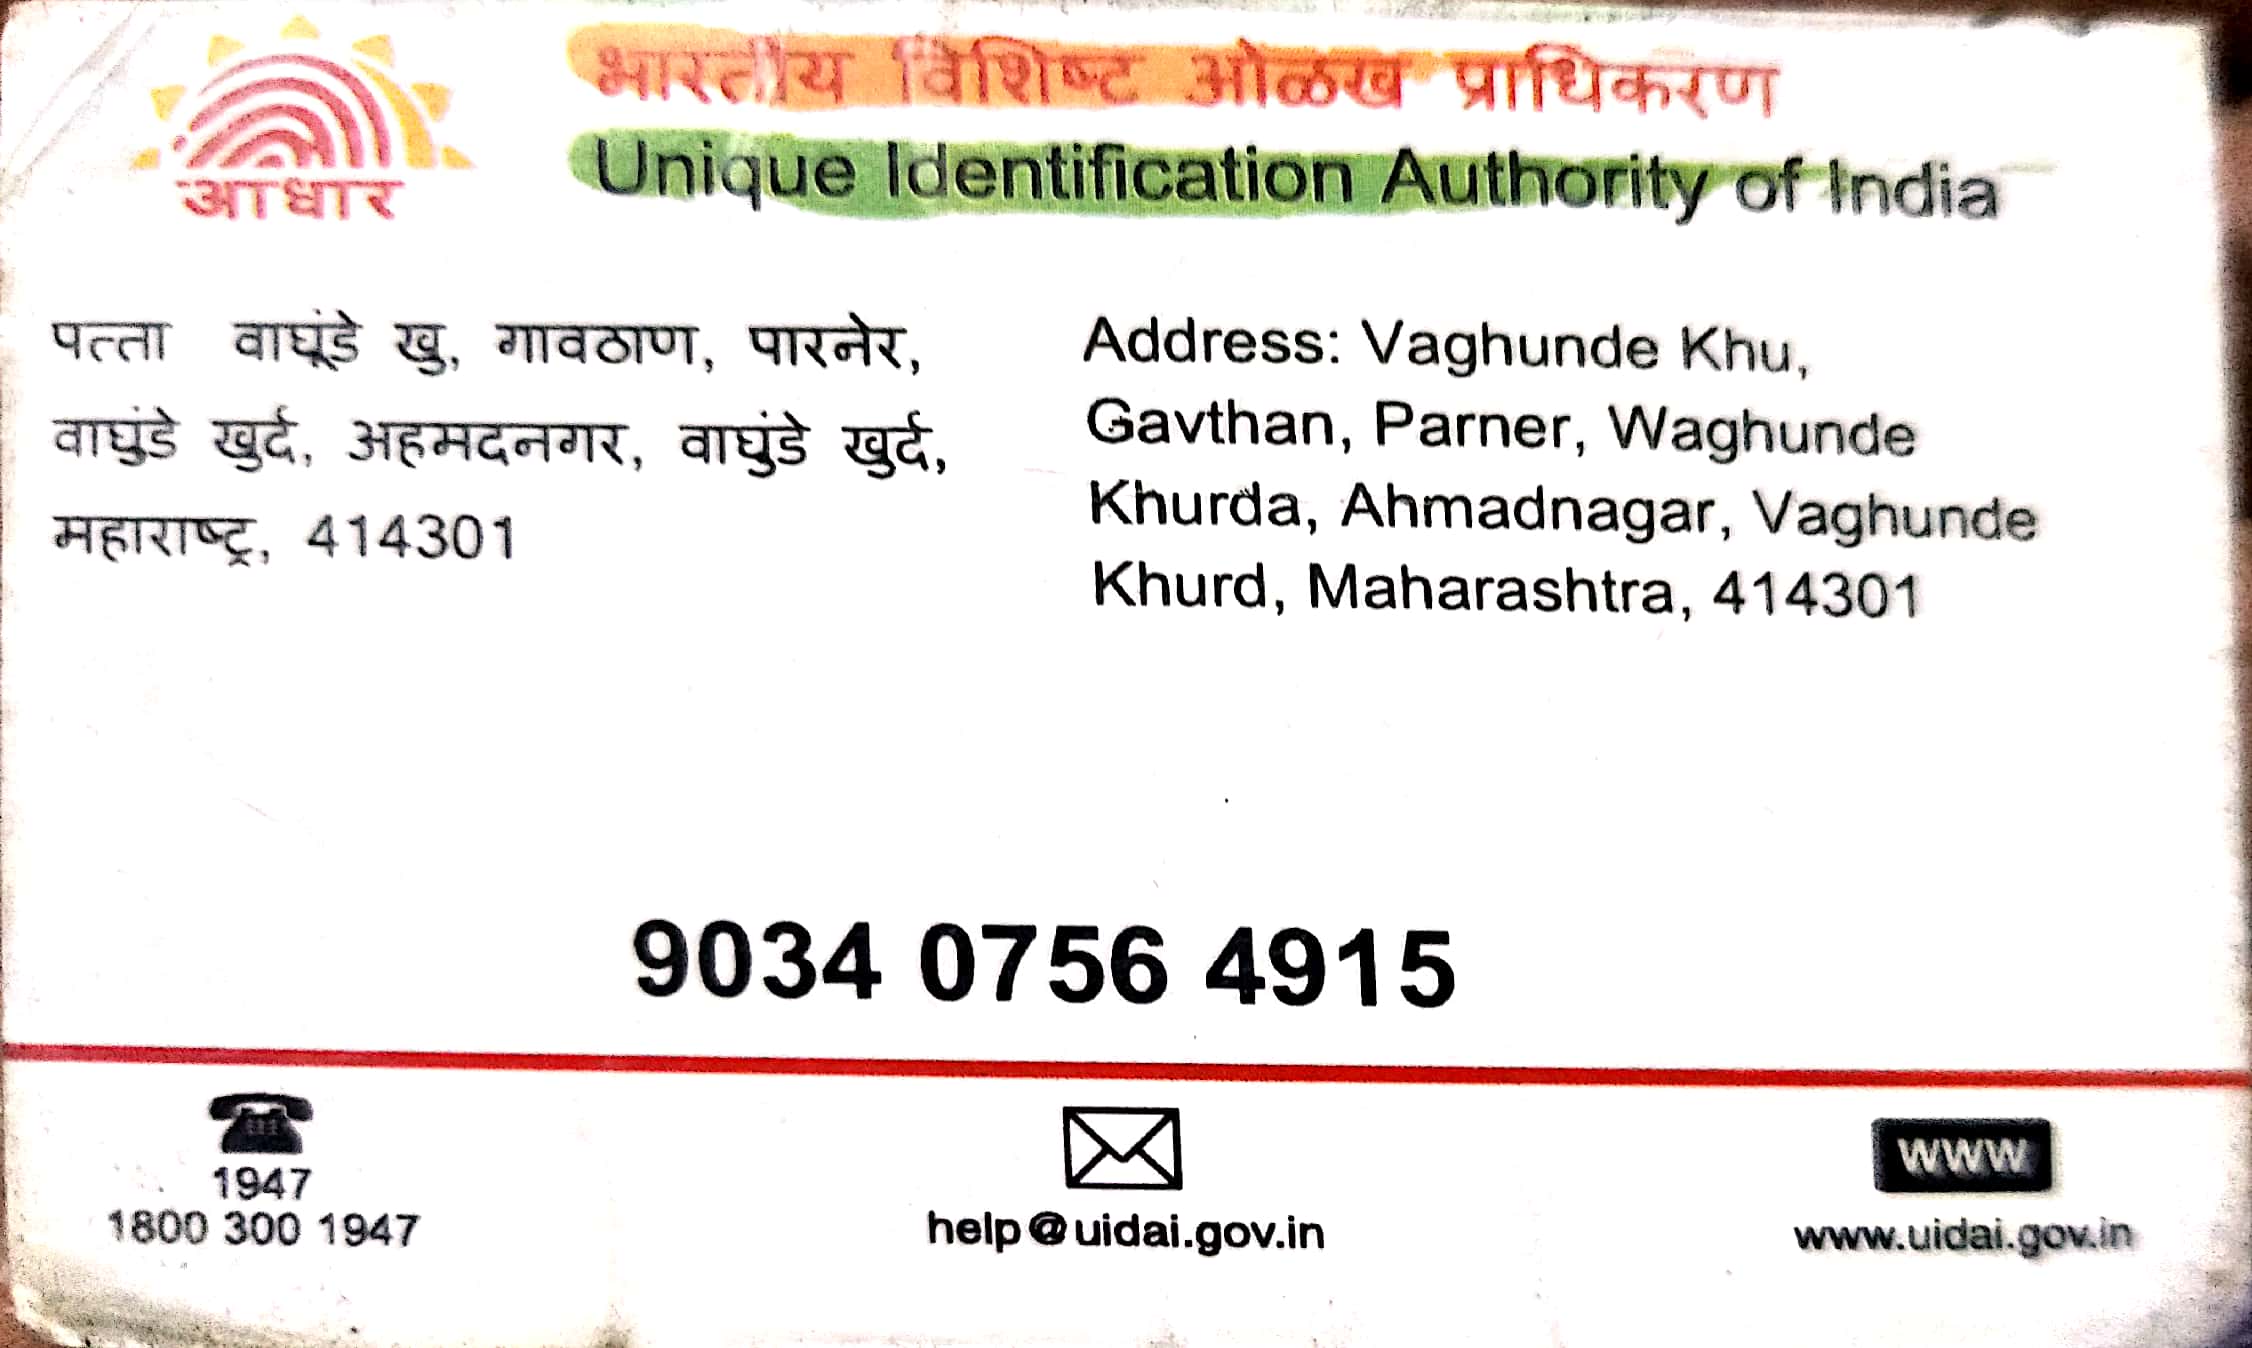 आधार
भारतीय विशिष्ट ओळख प्राधिकरण
Unique Identification Authority of India
पत्ता वाघूंडे खु, गावठाण, पारनेर,
वाघुंडे खुर्द, अहमदनगर, वाघुंडे खुर्द,
महाराष्ट्र, 414301
Address: Vaghunde Khu,
Gavthan, Parner, Waghunde
Khurda, Ahmadnagar, Vaghunde
Khurd, Maharashtra, 414301
9034 0756 4915
1947
1800 300 1947
help@uidai.gov.in
www
www.uidai.gov.in